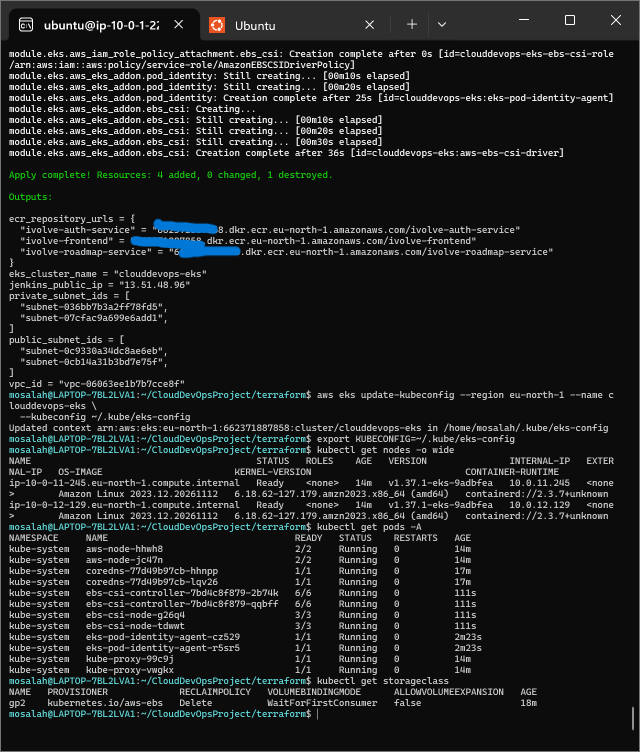 ubuntu@ip-10-0-1-22
Ubuntu
module.eks.aws_iam_role_policy_attachment.ebs_csi: Creation complete after 0s [id=clouddevops-eks-ebs-csi-role
/arn:aws:iam::aws:policy/service-role/AmazonEBSCSIDriverPolicy]
module.eks.aws_eks_addon.pod_identity: Still creating... [00m10s elapsed]
module.eks.aws_eks_addon.pod_identity: Still creating... [00m20s elapsed]
module.eks.aws_eks_addon.pod_identity: Creation complete after 25s [id=clouddevops-eks:eks-pod-identity-agent]
module.eks.aws_eks_addon.ebs_csi: Creating...
module.eks.aws_eks_addon.ebs_csi: Still creating... [00m10s elapsed]
module.eks.aws_eks_addon.ebs_csi: Still creating... [00m20s elapsed]
module.eks.aws_eks_addon.ebs_csi: Still creating... [00m30s elapsed]
module.eks.aws_eks_addon.ebs_csi: Creation complete after 36s [id=clouddevops-eks:aws-ebs-csi-driver]
Apply complete! Resources: 4 added, 0 changed, 1 destroyed.
Outputs:
ecr_repository_urls = {
"ivolve-auth-service" = 8.dkr.ecr.eu-north-1.amazonaws.com/ivolve-auth-service"
"ivolve-frontend" = .dkr.ecr.eu-north-1.amazonaws.com/ivolve-frontend"
"ivolve-roadmap-service" = .dkr.ecr.eu-north-1.amazonaws.com/ivolve-roadmap-service"
}
eks_cluster_name = "clouddevops-eks"
jenkins_public_ip = "13.51.48.96"
private_subnet_ids = [
"subnet-036bb7b3a2ff78fd5",
"subnet-07cfac9a699e6add1",
]
public_subnet_ids = [
"subnet-0c9330a34dc8ae6eb",
"subnet-0cb14a31b3bd7e75f",
]
vpc_id = "vpc-06063ee1b7b7cce8f"
mosalah@LAPTOP-7BL2LVA1:~/CloudDevOpsProject/terraform$ aws eks update-kubeconfig --region eu-north-1 --name c
louddevops-eks \
--kubeconfig ~/.kube/eks-config
Updated context arn:aws:eks:eu-north-1:662371887858:cluster/clouddevops-eks in /home/mosalah/.kube/eks-config
mosalah@LAPTOP-7BL2LVA1:~/CloudDevOpsProject/terraform$ export KUBECONFIG=~/.kube/eks-config
mosalah@LAPTOP-7BL2LVA1:~/CloudDevOpsProject/terraform$ kubectl get nodes -o wide
NAME STATUS ROLES AGE VERSION INTERNAL-IP EXTER
NAL-IP OS-IMAGE KERNEL-VERSION CONTAINER-RUNTIME
ip-10-0-11-245.eu-north-1.compute.internal Ready <none> 14m v1.37.1-eks-9adbfea 10.0.11.245 <none
> Amazon Linux 2023.12.20261112 6.18.62-127.179.amzn2023.x86_64 (amd64) containerd://2.3.7+unknown
ip-10-0-12-129.eu-north-1.compute.internal Ready <none> 14m v1.37.1-eks-9adbfea 10.0.12.129 <none
> Amazon Linux 2023.12.20261112 6.18.62-127.179.amzn2023.x86_64 (amd64) containerd://2.3.7+unknown
mosalah@LAPTOP-7BL2LVA1:~/CloudDevOpsProject/terraform$ kubectl get pods -A
NAMESPACE NAME READY STATUS RESTARTS AGE
kube-system aws-node-hhwh8 2/2 Running 0 14m
kube-system aws-node-jc47n 2/2 Running 0 14m
kube-system coredns-77d49b97cb-hhnpp 1/1 Running 0 17m
kube-system coredns-77d49b97cb-lqv26 1/1 Running 0 17m
kube-system ebs-csi-controller-7bd4c8f879-2b74k 6/6 Running 0 111s
kube-system ebs-csi-controller-7bd4c8f879-qqbff 6/6 Running 0 111s
kube-system ebs-csi-node-g26q4 3/3 Running 0 111s
kube-system ebs-csi-node-tdwwt 3/3 Running 0 111s
kube-system eks-pod-identity-agent-cz529 1/1 Running 0 2m23s
kube-system eks-pod-identity-agent-r5sr5 1/1 Running 0 2m23s
kube-system kube-proxy-99c9j 1/1 Running 0 14m
kube-system kube-proxy-vwgkx 1/1 Running 0 14m
mosalah@LAPTOP-7BL2LVA1:~/CloudDevOpsProject/terraform$ kubectl get storageclass
NAME PROVISIONER RECLAIMPOLICY VOLUMEBINDINGMODE ALLOWVOLUMEEXPANSION AGE
gp2 kubernetes.io/aws-ebs Delete WaitForFirstConsumer false 18m
mosalah@LAPTOP-7BL2LVA1:~/CloudDevOpsProject/terraform$